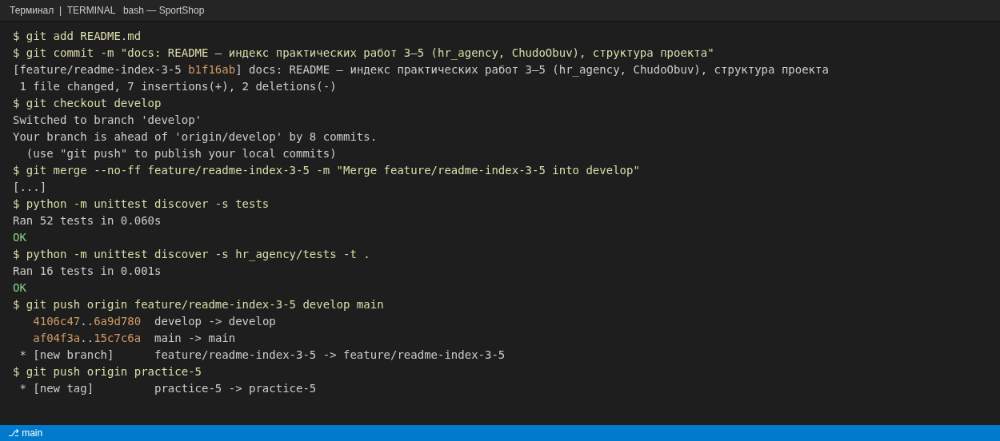 Терминал | TERMINAL bash — SportShop
$ git add README.md
$ git commit -m "docs: README — индекс практических работ 3–5 (hr_agency, ChudoObuv), структура проекта"
[feature/readme-index-3-5 b1f16ab] docs: README — индекс практических работ 3–5 (hr_agency, ChudoObuv), структура проекта
 1 file changed, 7 insertions(+), 2 deletions(-)
$ git checkout develop
Switched to branch 'develop'
Your branch is ahead of 'origin/develop' by 8 commits.
  (use "git push" to publish your local commits)
$ git merge --no-ff feature/readme-index-3-5 -m "Merge feature/readme-index-3-5 into develop"
[...]
$ python -m unittest discover -s tests
Ran 52 tests in 0.060s
OK
$ python -m unittest discover -s hr_agency/tests -t .
Ran 16 tests in 0.001s
OK
$ git push origin feature/readme-index-3-5 develop main
   4106c47..6a9d780  develop -> develop
   af04f3a..15c7c6a  main -> main
 * [new branch]      feature/readme-index-3-5 -> feature/readme-index-3-5
$ git push origin practice-5
 * [new tag]         practice-5 -> practice-5
⎇ main